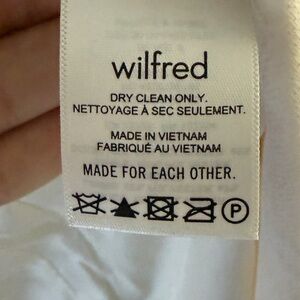 wilfred
DRY CLEAN ONLY.
NETTOYAGE À SEC SEULEMENT.
MADE IN VIETNAM
FABRIQUÉ AU VIETNAM
MADE FOR EACH OTHER.
P